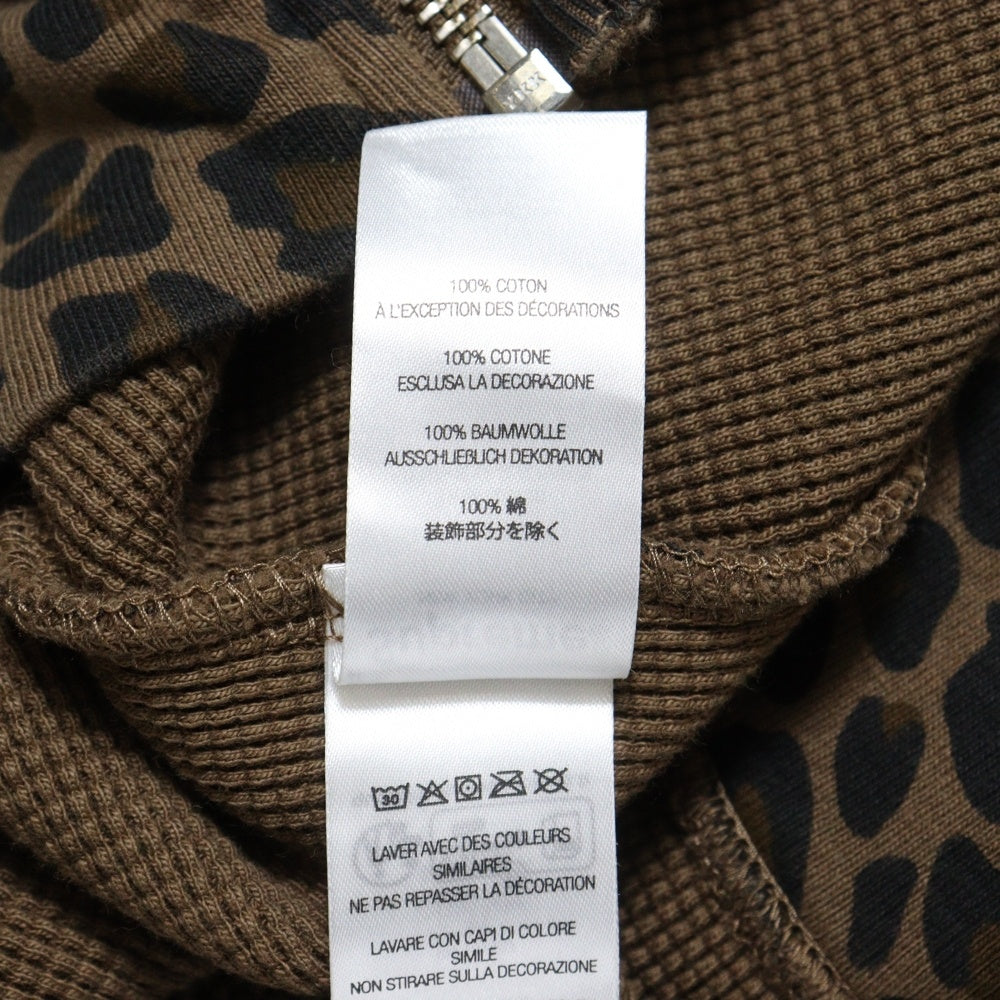 YKK
100% COTON
À L'EXCEPTION DES DÉCORATIONS
100% COTONE
ESCLUSA LA DECORAZIONE
100% BAUMWOLLE
AUSSCHLIEßLICH DEKORATION
100% 綿
装飾部分を除く
30
LAVER AVEC DES COULEURS
SIMILAIRES
NE PAS REPASSER LA DÉCORATION
LAVARE CON CAPI DI COLORE
SIMILE
NON STIRARE SULLA DECORAZIONE